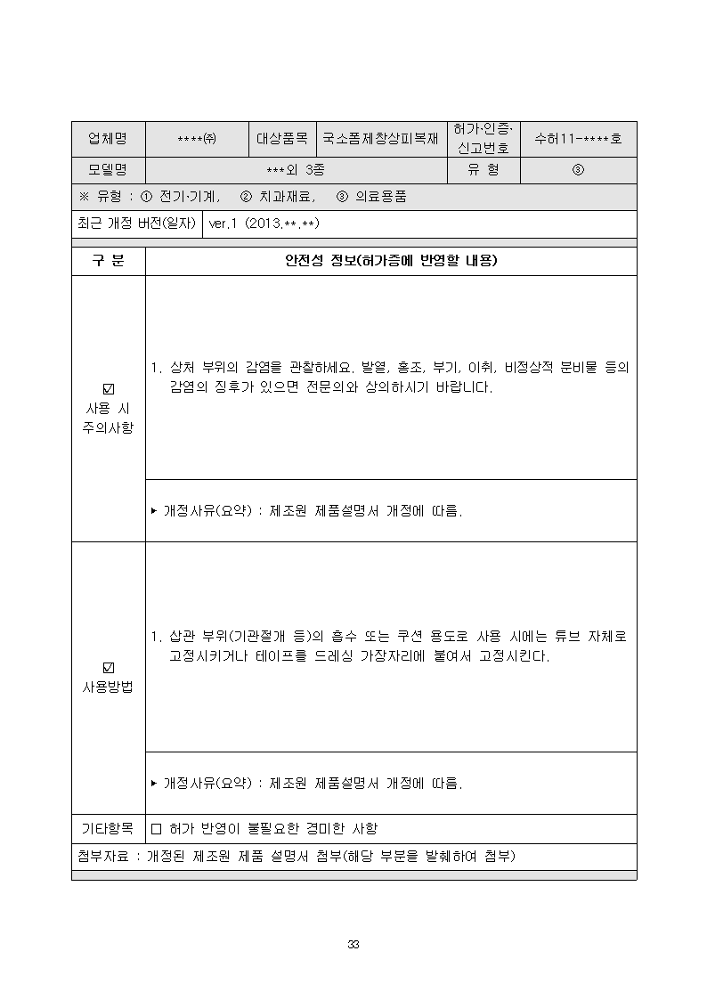 업체명 ****㈜ 대상품목 국소폼제창상피복재 허가·인증·
신고번호 수허11-****호
모델명 ***외 3종 유 형 ③
※ 유형 : ① 전기·기계, ② 치과재료, ③ 의료용품
최근 개정 버전(일자) ver.1 (2013.**.**)
구 분 안전성 정보(허가증에 반영할 내용)
☑
사용 시
주의사항
1. 상처 부위의 감염을 관찰하세요. 발열, 홍조, 부기, 이취, 비정상적 분비물 등의
감염의 징후가 있으면 전문의와 상의하시기 바랍니다.
▶ 개정사유(요약) : 제조원 제품설명서 개정에 따름.
☑
사용방법
1. 삽관 부위(기관절개 등)의 흡수 또는 쿠션 용도로 사용 시에는 튜브 자체로
고정시키거나 테이프를 드레싱 가장자리에 붙여서 고정시킨다.
▶ 개정사유(요약) : 제조원 제품설명서 개정에 따름.
기타항목 □ 허가 반영이 불필요한 경미한 사항
첨부자료 : 개정된 제조원 제품 설명서 첨부(해당 부분을 발췌하여 첨부)
33